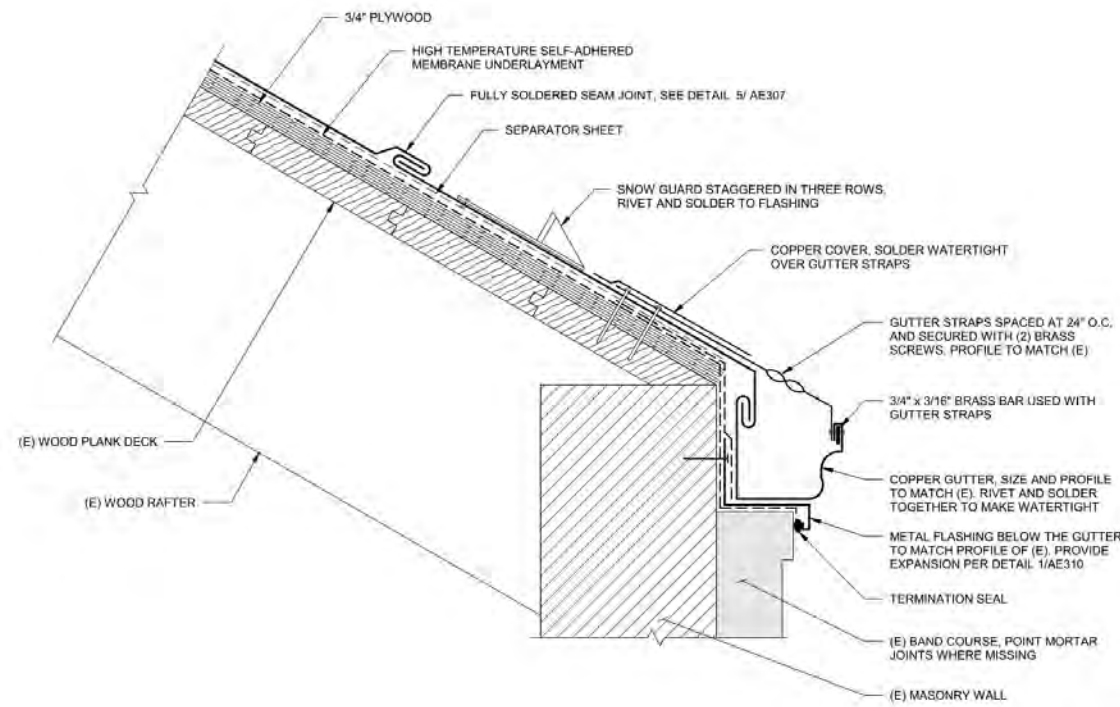 3/4" PLYWOOD
HIGH TEMPERATURE SELF-ADHERED
MEMBRANE UNDERLAYMENT
FULLY SOLDERED SEAM JOINT, SEE DETAIL 5/ AE307
SEPARATOR SHEET
SNOW GUARD STAGGERED IN THREE ROWS,
RIVET AND SOLDER TO FLASHING
COPPER COVER, SOLDER WATERTIGHT
OVER GUTTER STRAPS
GUTTER STRAPS SPACED AT 24" O.C.
AND SECURED WITH (2) BRASS
SCREWS. PROFILE TO MATCH (E)
3/4" x 3/16" BRASS BAR USED WITH
GUTTER STRAPS
(E) WOOD PLANK DECK
(E) WOOD RAFTER
COPPER GUTTER, SIZE AND PROFILE
TO MATCH (E). RIVET AND SOLDER
TOGETHER TO MAKE WATERTIGHT
METAL FLASHING BELOW THE GUTTER
TO MATCH PROFILE OF (E). PROVIDE
EXPANSION PER DETAIL 1/AE310
TERMINATION SEAL
(E) BAND COURSE, POINT MORTAR
JOINTS WHERE MISSING
(E) MASONRY WALL